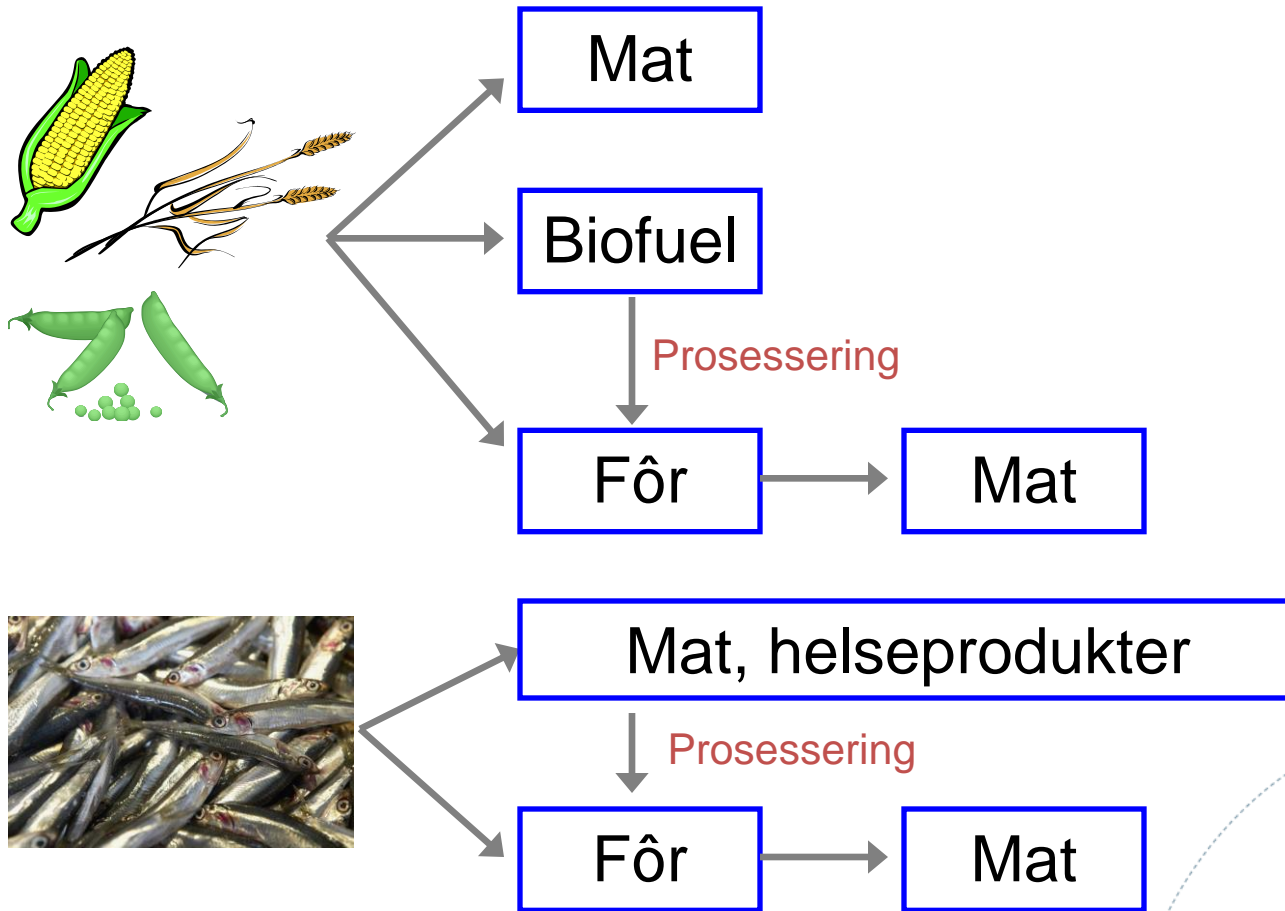 Mat
Biofuel
Prosessering
Fôr
Mat
Mat, helseprodukter
Prosessering
Fôr
Mat